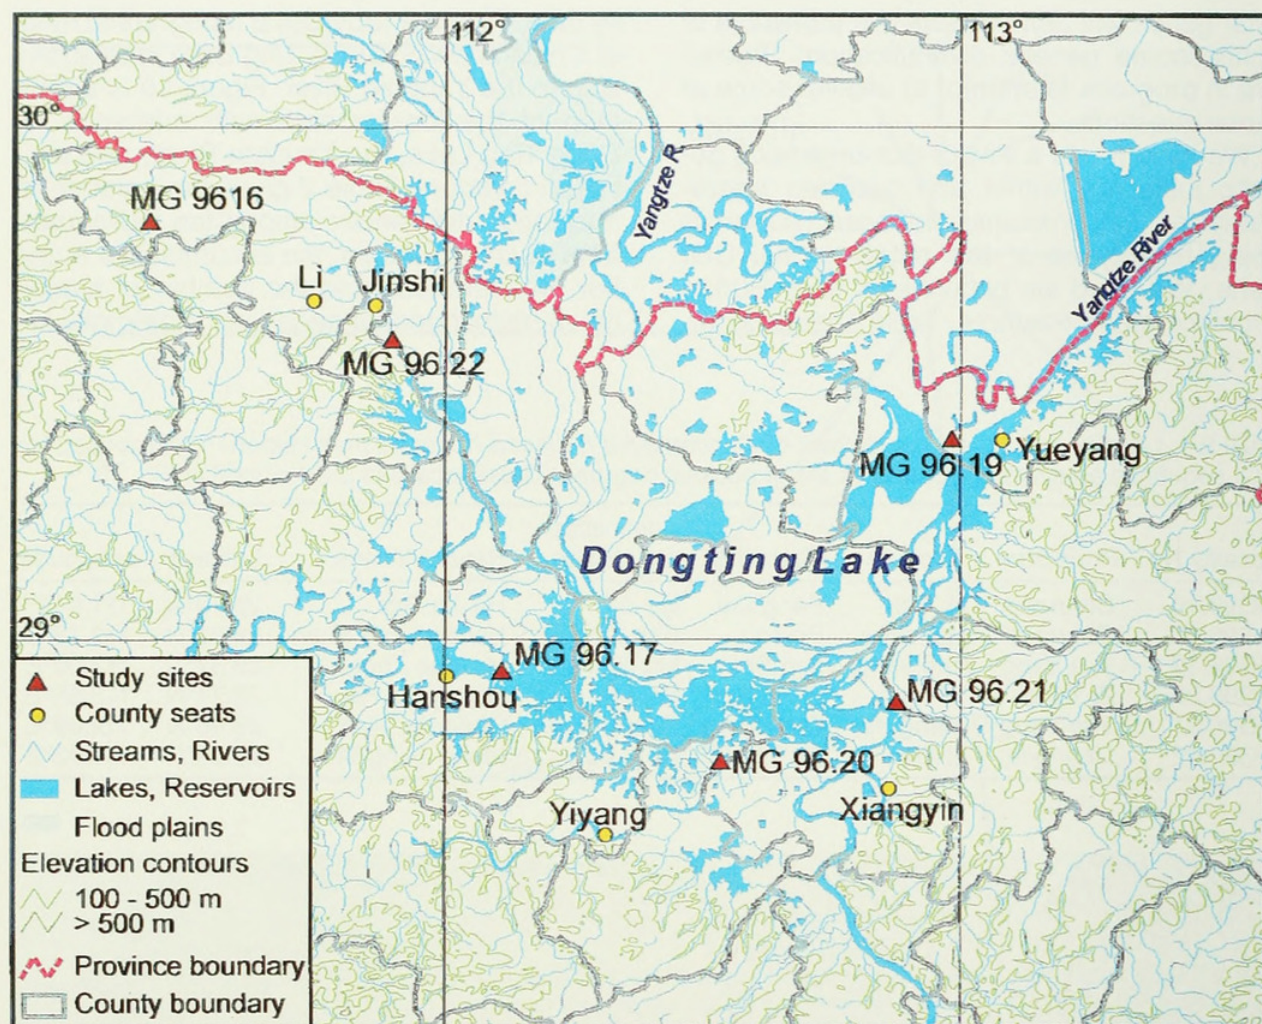 112°
113°
30°
Yangtze R.
MG 9616
Yangtze River
Li
Jinshi
MG 96.22
Yueyang
MG 96.19
Dongting Lake
29°
MG 96.17
Hanshou
MG 96.21
MG 96.20
Xiangyin
Yiyang
Study sites
County seats
Streams, Rivers
Lakes, Reservoirs
Flood plains
Elevation contours
100 - 500 m
> 500 m
Province boundary
County boundary